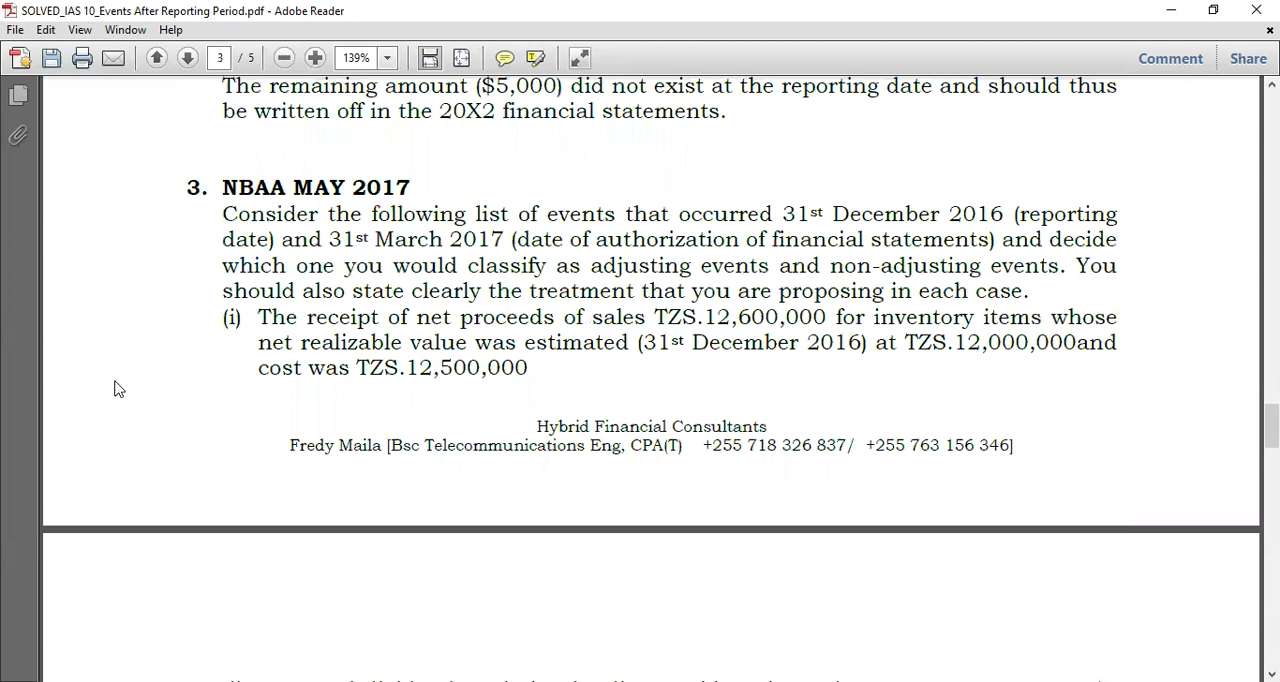 SOLVED_IAS 10_Events After Reporting Period.pdf - Adobe Reader
File Edit View Window Help
3 / 5 139% Comment Share
The remaining amount ($5,000) did not exist at the reporting date and should thus
be written off in the 20X2 financial statements.
3. NBAA MAY 2017
Consider the following list of events that occurred 31st December 2016 (reporting
date) and 31st March 2017 (date of authorization of financial statements) and decide
which one you would classify as adjusting events and non-adjusting events. You
should also state clearly the treatment that you are proposing in each case.
(i) The receipt of net proceeds of sales TZS.12,600,000 for inventory items whose
net realizable value was estimated (31st December 2016) at TZS.12,000,000and
cost was TZS.12,500,000
Hybrid Financial Consultants
Fredy Maila [Bsc Telecommunications Eng, CPA(T) +255 718 326 837/ +255 763 156 346]